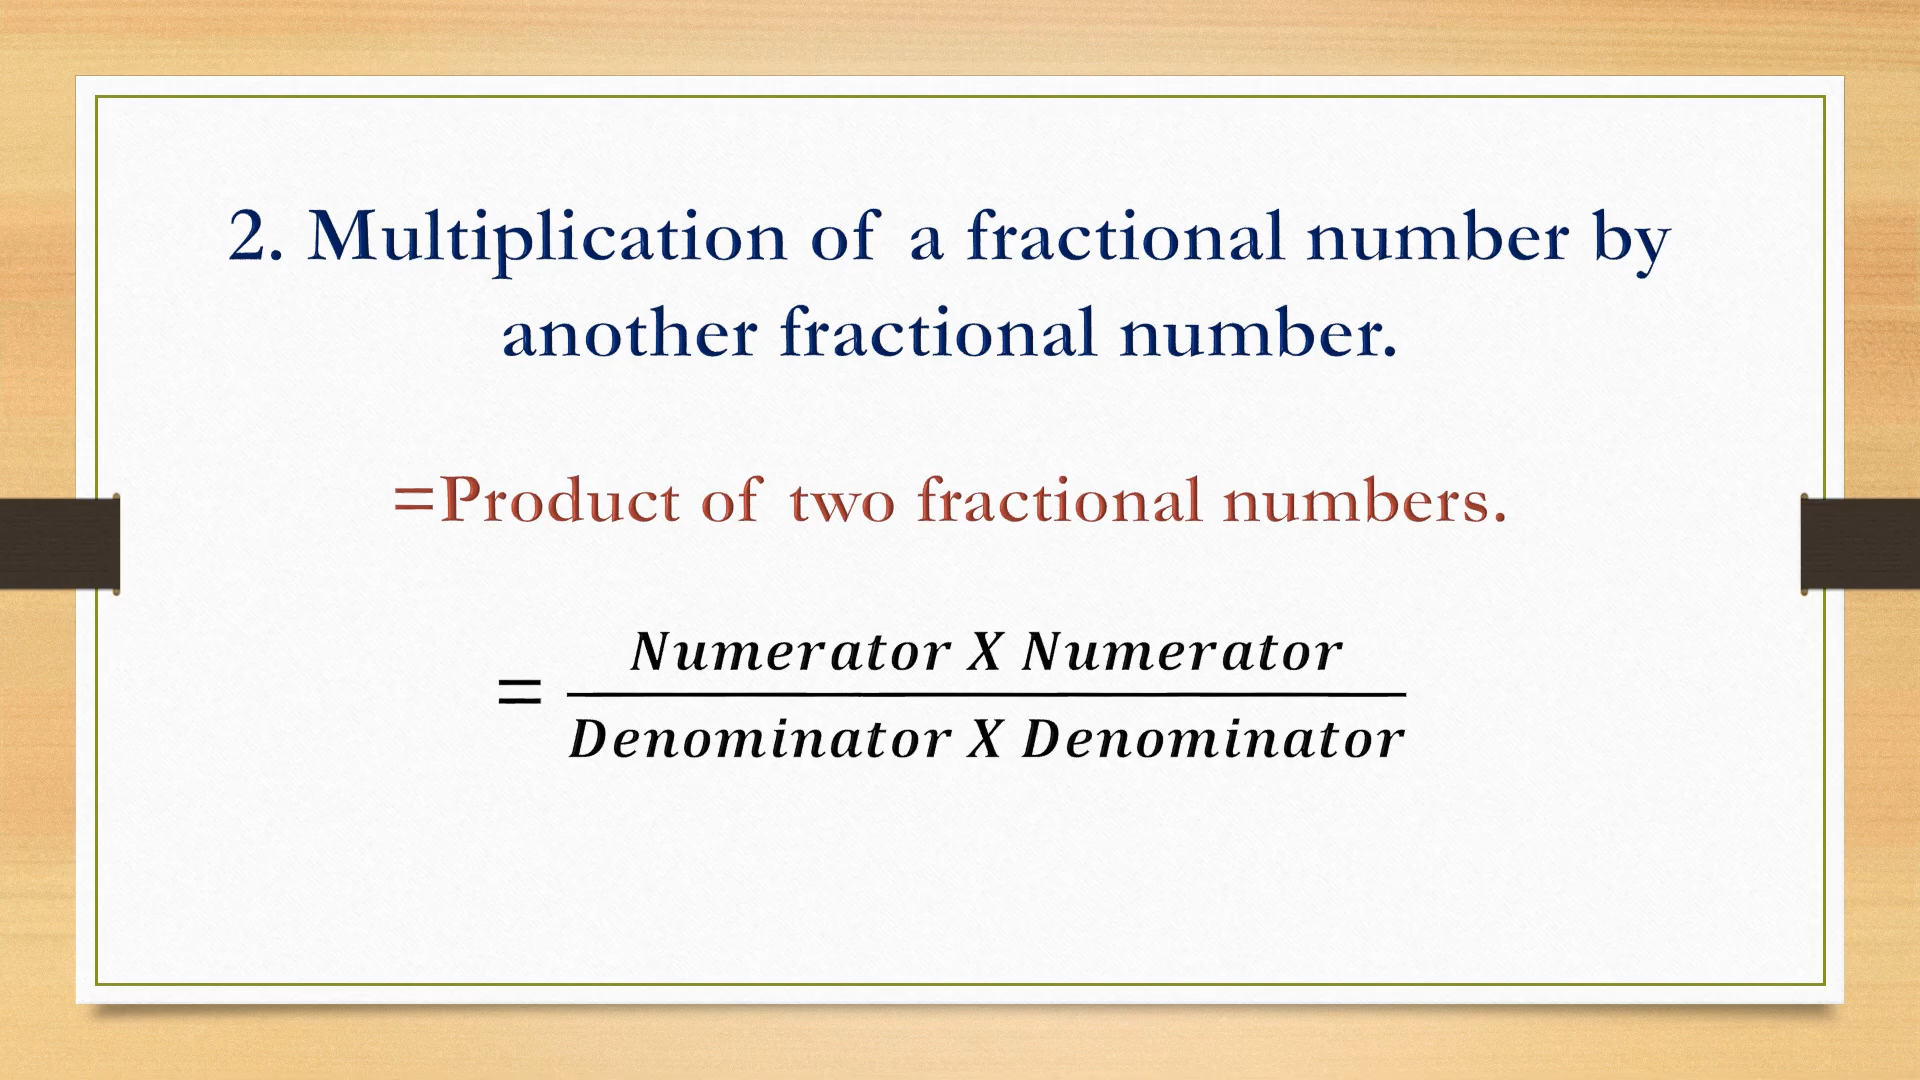 2. Multiplication of a fractional number by
another fractional number.
=Product of two fractional numbers.
= Numerator X Numerator
Denominator X Denominator